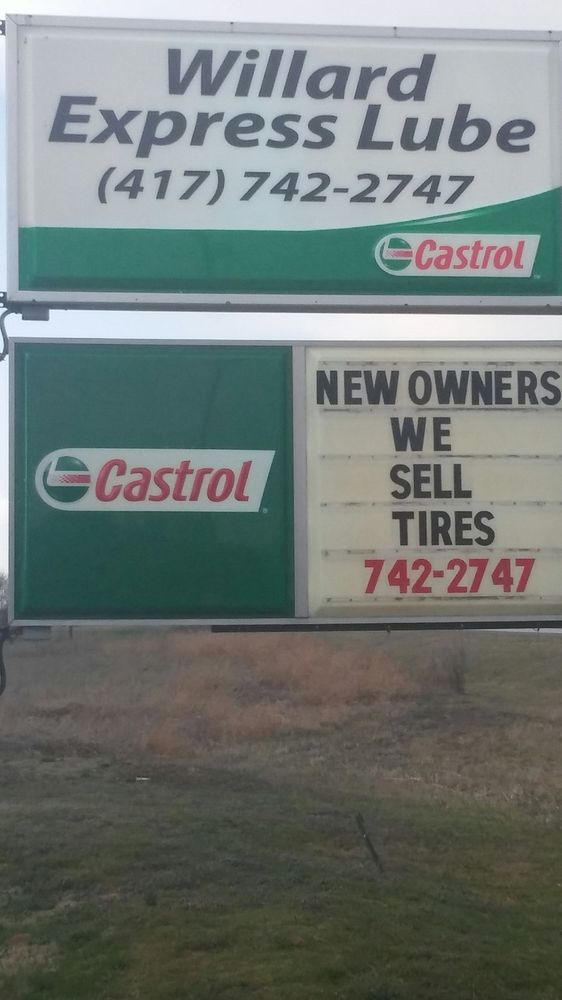 Willard
Express Lube
(417) 742-2747
Castrol
Castrol
NEW OWNERS
WE
SELL
TIRES
742-2747